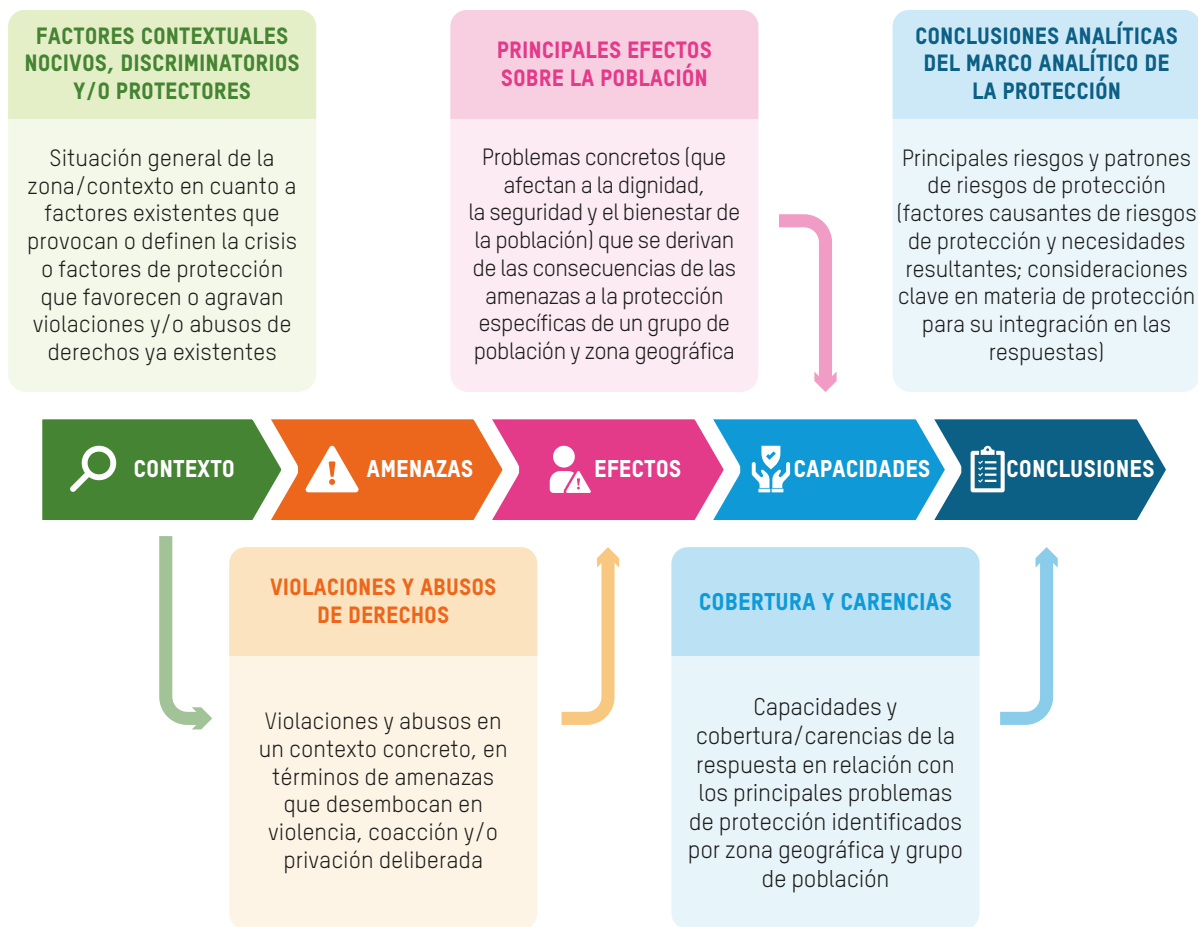 FACTORES CONTEXTUALES
NOCIVOS, DISCRIMINATORIOS
Y/O PROTECTORES
Situación general de la
zona/contexto en cuanto a
factores existentes que
provocan o definen la crisis
o factores de protección
que favorecen o agravan
violaciones y/o abusos de
derechos ya existentes
PRINCIPALES EFECTOS
SOBRE LA POBLACIÓN
Problemas concretos (que
afectan a la dignidad,
la seguridad y el bienestar de
la población) que se derivan
de las consecuencias de las
amenazas a la protección
específicas de un grupo de
población y zona geográfica
CONCLUSIONES ANALÍTICAS
DEL MARCO ANALÍTICO DE
LA PROTECCIÓN
Principales riesgos y patrones
de riesgos de protección
(factores causantes de riesgos
de protección y necesidades
resultantes; consideraciones
clave en materia de protección
para su integración en las
respuestas)
CONTEXTO
AMENAZAS
EFECTOS
CAPACIDADES
CONCLUSIONES
VIOLACIONES Y ABUSOS
DE DERECHOS
Violaciones y abusos en
un contexto concreto, en
términos de amenazas
que desembocan en
violencia, coacción y/o
privación deliberada
COBERTURA Y CARENCIAS
Capacidades y
cobertura/carencias de la
respuesta en relación con
los principales problemas
de protección identificados
por zona geográfica y grupo
de población